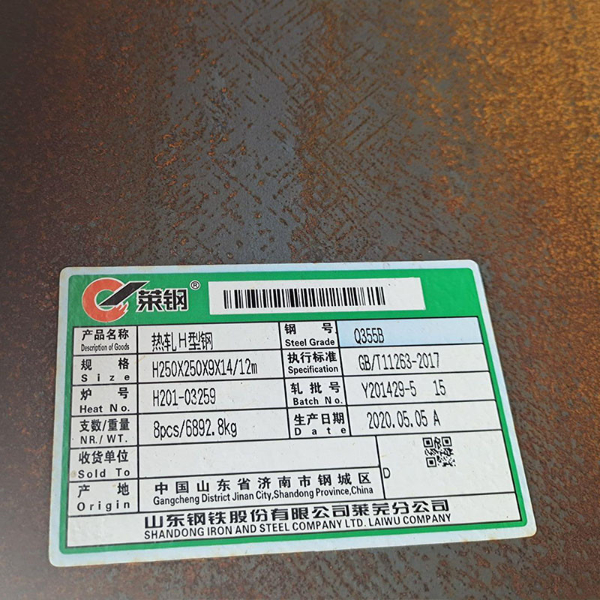 莱钢®
产品名称 热轧H型钢 钢 号 Q355B
Description of Goods Steel Grade
规 格 H250X250X9X14/12m 执行标准 GB/T11263-2017
Size Specification
炉 号 H201-03259 轧 批 号 Y201429-5 15
Heat No. Batch No.
支数/重量 8pcs/6892.8kg 生产日期 2020.05.05 A
NR./WT. Date
收货单位
Sold To
D
产 地 中国山东省济南市钢城区
Origin Gangcheng District Jinan City,Shandong Province,China
山东钢铁股份有限公司莱芜分公司
SHANDONG IRON AND STEEL COMPANY LTD. LAIWU COMPANY